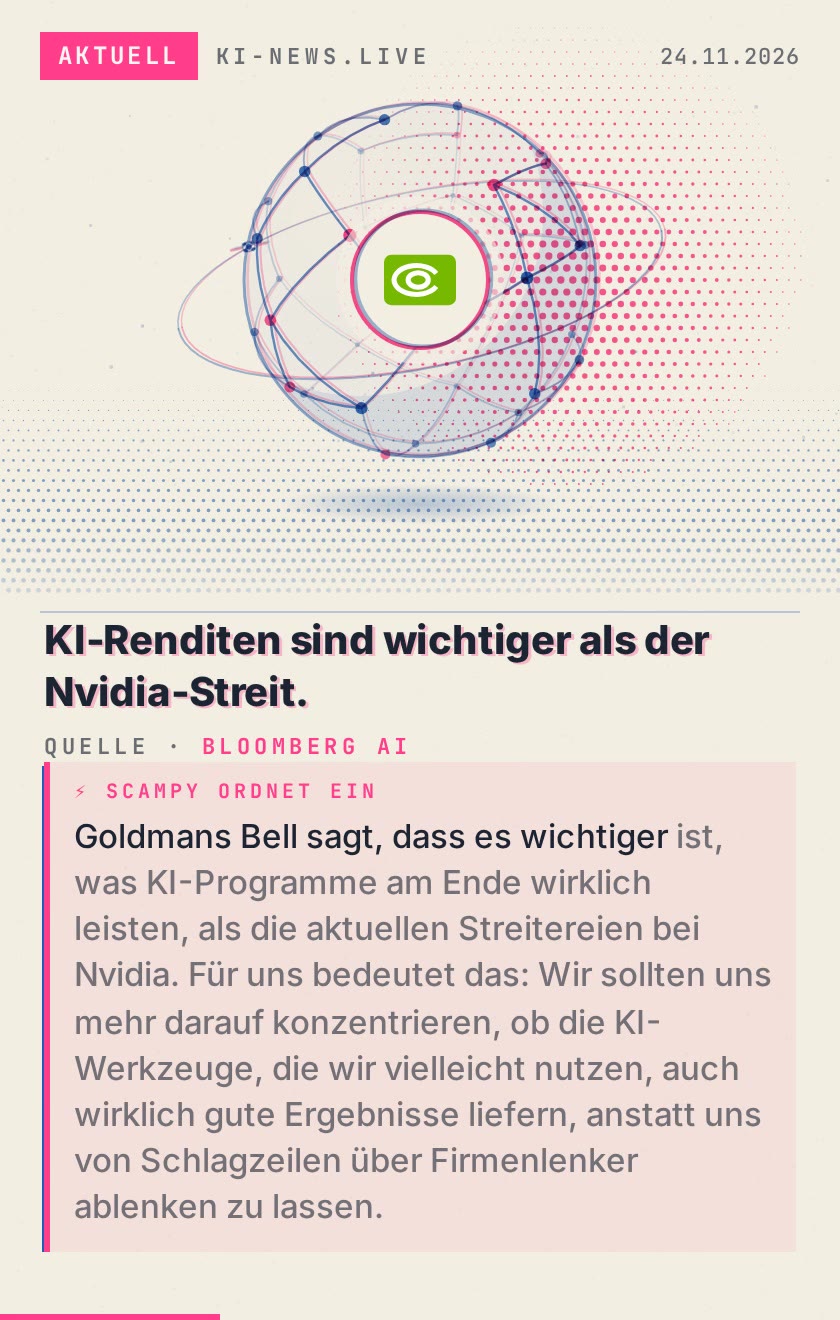 AKTUELL KI-NEWS.LIVE 24.11.2026
KI-Renditen sind wichtiger als der
Nvidia-Streit.
QUELLE · BLOOMBERG AI
⚡ SCAMPY ORDNET EIN
Goldmans Bell sagt, dass es wichtiger ist,
was KI-Programme am Ende wirklich
leisten, als die aktuellen Streitereien bei
Nvidia. Für uns bedeutet das: Wir sollten uns
mehr darauf konzentrieren, ob die KI-
Werkzeuge, die wir vielleicht nutzen, auch
wirklich gute Ergebnisse liefern, anstatt uns
von Schlagzeilen über Firmenlenker
ablenken zu lassen.